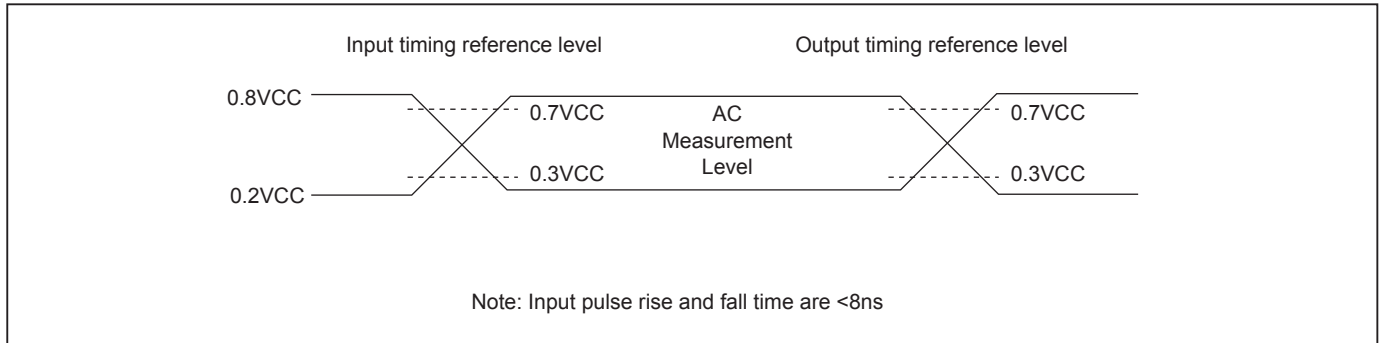 Input timing reference level
Output timing reference level
0.8VCC
0.7VCC
AC
Measurement
Level
0.7VCC
0.3VCC
0.3VCC
0.2VCC
Note: Input pulse rise and fall time are <8ns